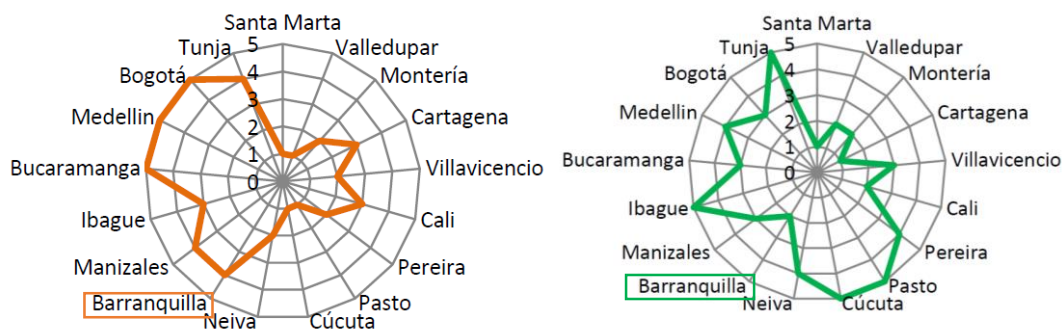 Santa Marta
Valledupar
Montería
Cartagena
Villavicencio
Cali
Pereira
Pasto
Cúcuta
Neiva
Barranquilla
Manizales
Ibague
Bucaramanga
Medellin
Bogotá
Tunja
5
4
3
2
1
0
Santa Marta
Valledupar
Montería
Cartagena
Villavicencio
Cali
Pereira
Pasto
Cúcuta
Neiva
Barranquilla
Manizales
Ibague
Bucaramanga
Medellin
Bogotá
Tunja
5
4
3
2
1
0